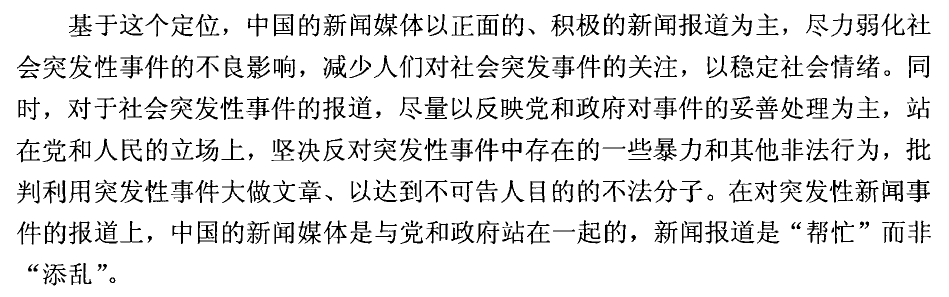 基于这个定位，中国的新闻媒体以正面的、积极的新闻报道为主，尽力弱化社
会突发性事件的不良影响，减少人们对社会突发事件的关注，以稳定社会情绪。同
时，对于社会突发性事件的报道，尽量以反映党和政府对事件的妥善处理为主，站
在党和人民的立场上，坚决反对突发性事件中存在的一些暴力和其他非法行为，批
判利用突发性事件大做文章、以达到不可告人目的的不法分子。在对突发性新闻事
件的报道上，中国的新闻媒体是与党和政府站在一起的，新闻报道是“帮忙”而非
“添乱”。